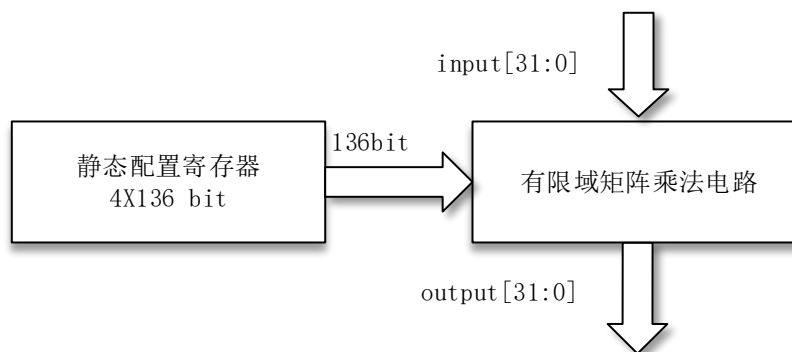 input[31:0]
136bit
静态配置寄存器
4X136 bit
有限域矩阵乘法电路
output[31:0]